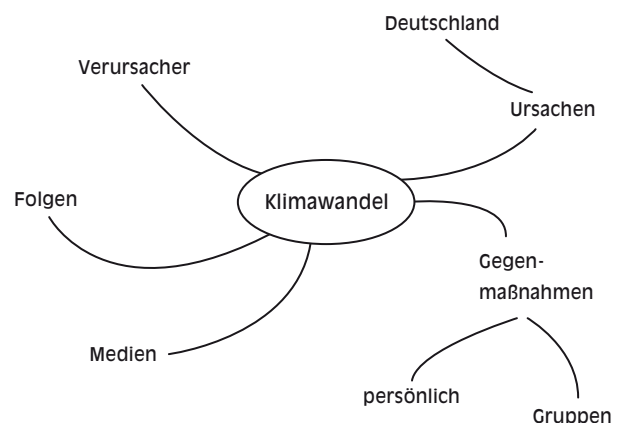 Deutschland
Verursacher
Ursachen
Folgen
Klimawandel
Gegen-
maßnahmen
Medien
persönlich
Gruppen